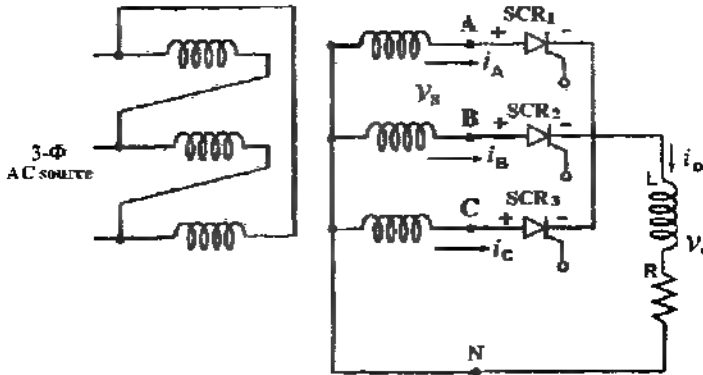 A + SCR1 -
iA
Vs
B + SCR2 -
iB
3-Φ
AC source
C + SCR3 -
iC
io
L
R
N